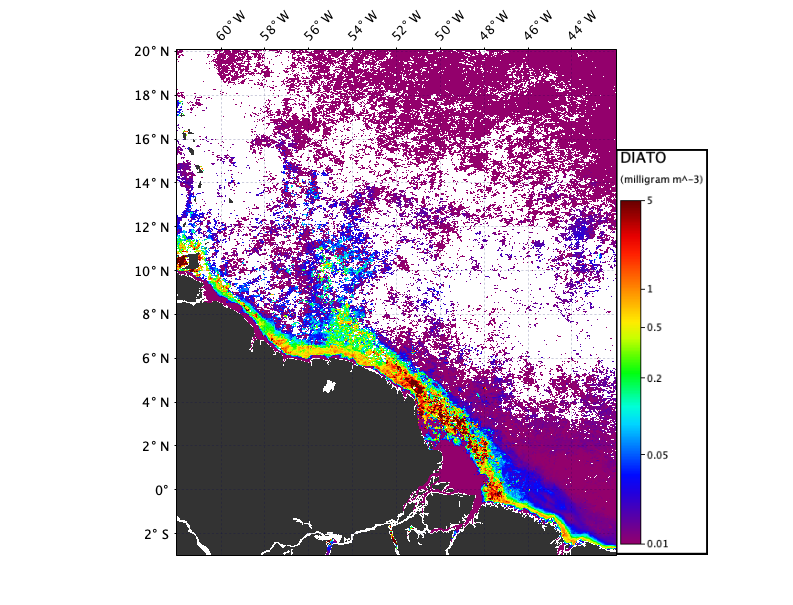 60° W 58° W 56° W 54° W 52° W 50° W 48° W 46° W 44° W
20° N
18° N
16° N
14° N
12° N
10° N
8° N
6° N
4° N
2° N
0°
2° S
DIATO
(milligram m^-3)
5
1
0.5
0.2
0.05
0.01